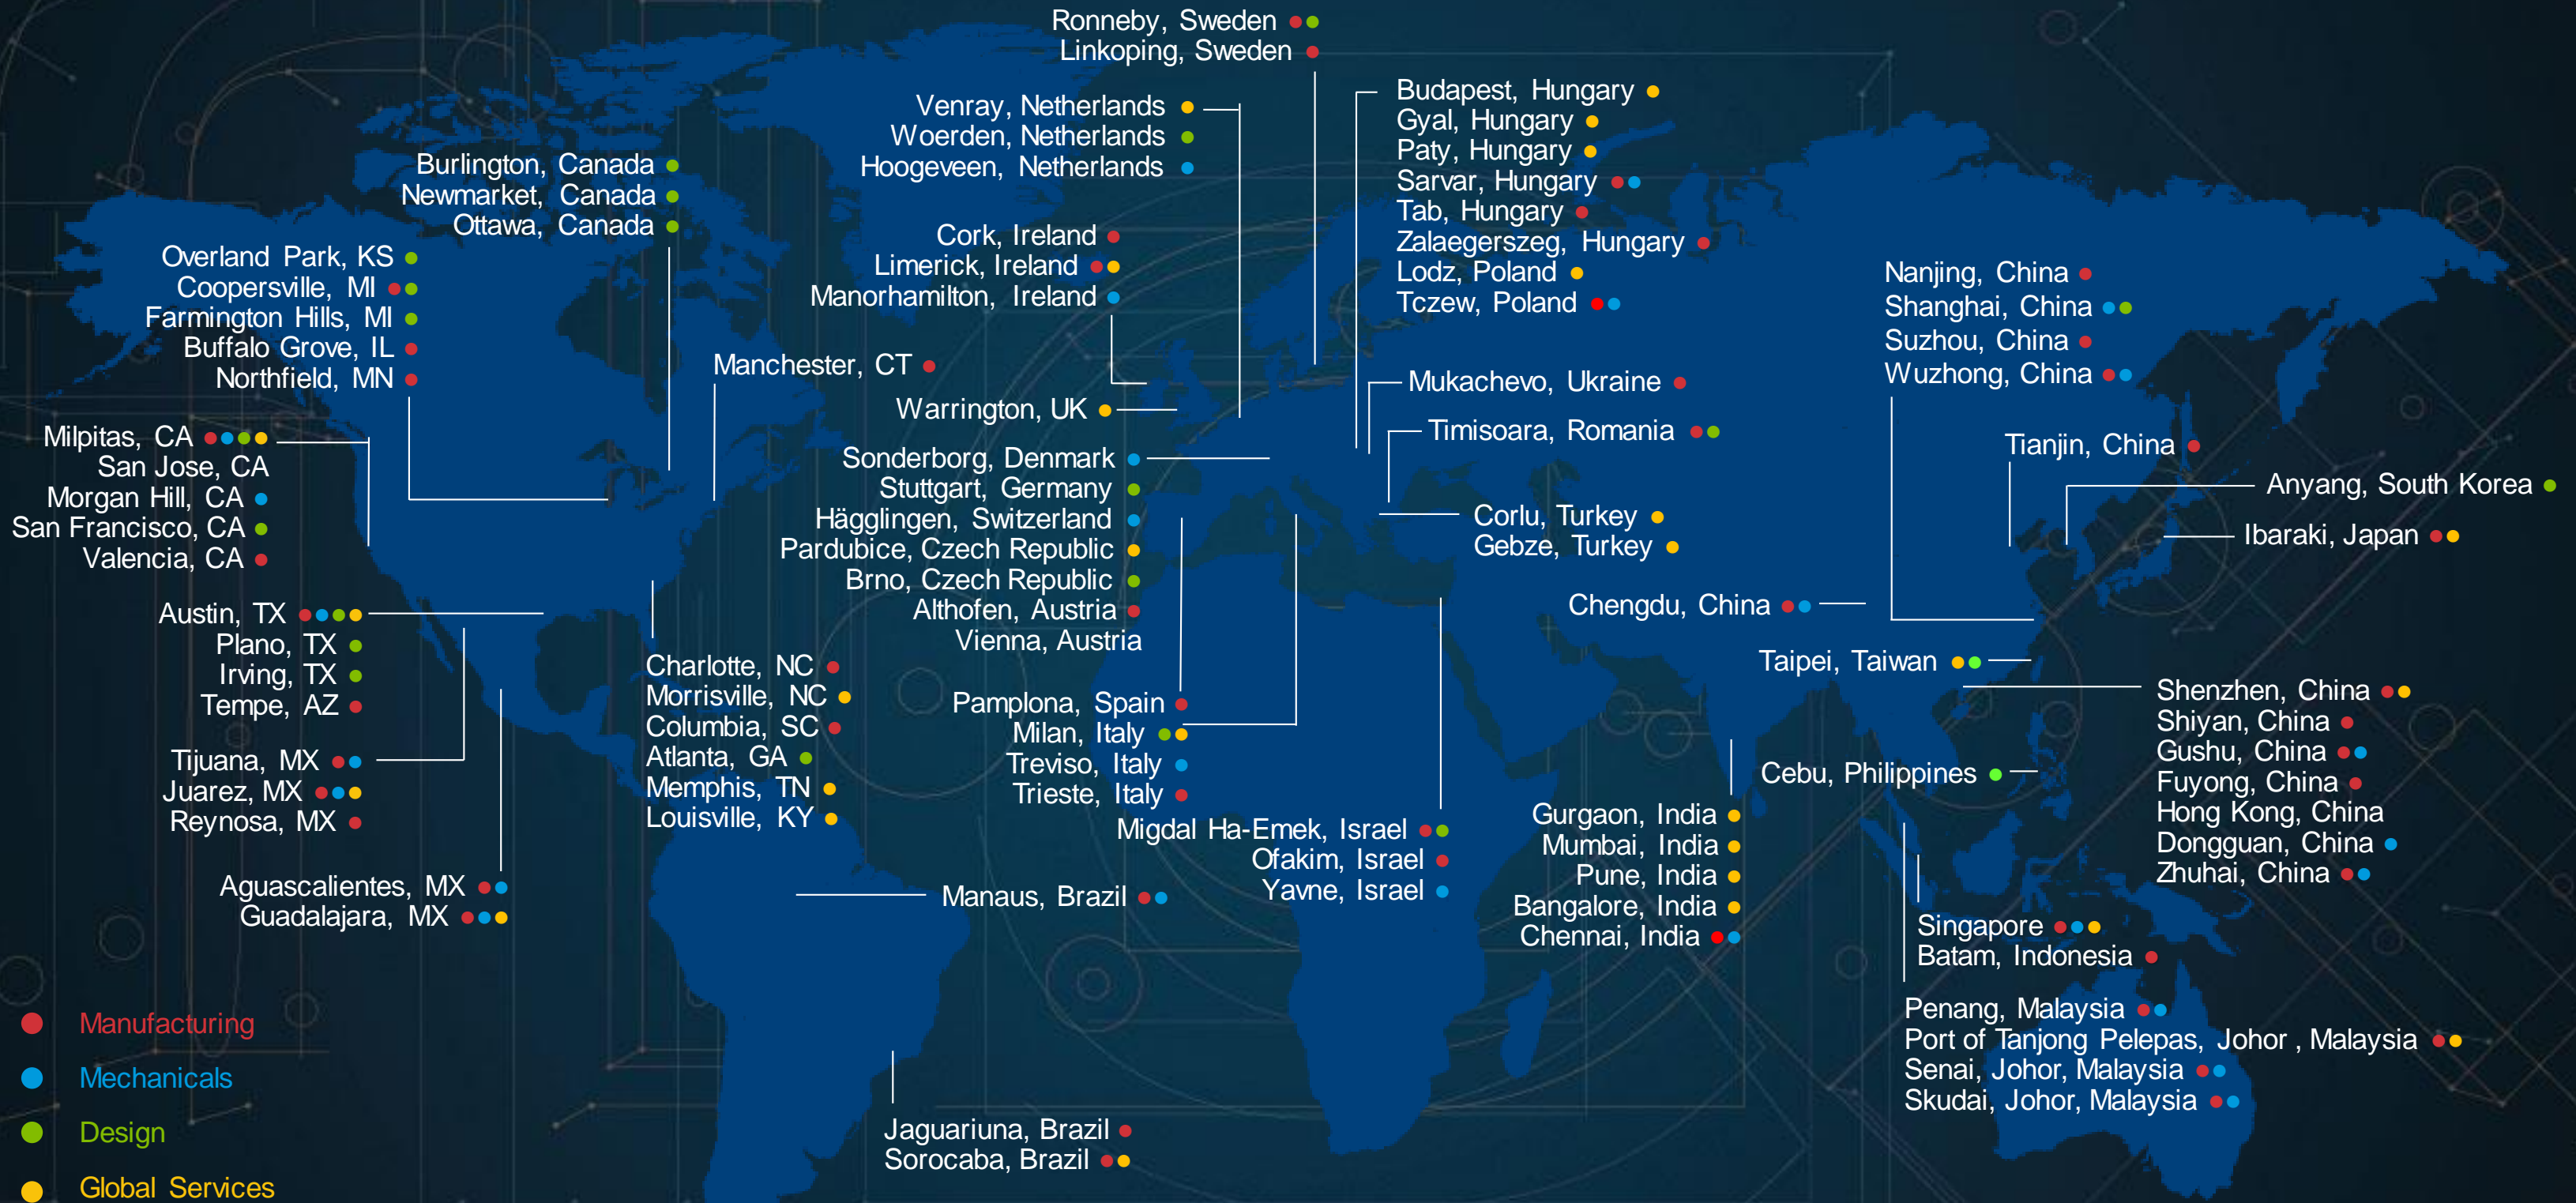 Ronneby, Sweden
Linkoping, Sweden
Venray, Netherlands
Woerden, Netherlands
Hoogeveen, Netherlands
Budapest, Hungary
Gyal, Hungary
Paty, Hungary
Sarvar, Hungary
Tab, Hungary
Zalaegerszeg, Hungary
Lodz, Poland
Tczew, Poland
Burlington, Canada
Newmarket, Canada
Ottawa, Canada
Cork, Ireland
Limerick, Ireland
Manorhamilton, Ireland
Overland Park, KS
Coopersville, MI
Farmington Hills, MI
Buffalo Grove, IL
Northfield, MN
Nanjing, China
Shanghai, China
Suzhou, China
Wuzhong, China
Manchester, CT
Warrington, UK
Mukachevo, Ukraine
Timisoara, Romania
Milpitas, CA
San Jose, CA
Morgan Hill, CA
San Francisco, CA
Valencia, CA
Sonderborg, Denmark
Stuttgart, Germany
Hägglingen, Switzerland
Pardubice, Czech Republic
Brno, Czech Republic
Althofen, Austria
Vienna, Austria
Tianjin, China
Anyang, South Korea
Ibaraki, Japan
Corlu, Turkey
Gebze, Turkey
Chengdu, China
Austin, TX
Plano, TX
Irving, TX
Tempe, AZ
Charlotte, NC
Morrisville, NC
Columbia, SC
Atlanta, GA
Memphis, TN
Louisville, KY
Taipei, Taiwan
Pamplona, Spain
Milan, Italy
Treviso, Italy
Trieste, Italy
Shenzhen, China
Shiyan, China
Gushu, China
Fuyong, China
Hong Kong, China
Dongguan, China
Zhuhai, China
Tijuana, MX
Juarez, MX
Reynosa, MX
Cebu, Philippines
Migdal Ha-Emek, Israel
Ofakim, Israel
Yavne, Israel
Gurgaon, India
Mumbai, India
Pune, India
Bangalore, India
Chennai, India
Aguascalientes, MX
Guadalajara, MX
Manaus, Brazil
Singapore
Batam, Indonesia
Penang, Malaysia
Port of Tanjong Pelepas, Johor , Malaysia
Senai, Johor, Malaysia
Skudai, Johor, Malaysia
Jaguariuna, Brazil
Sorocaba, Brazil
Manufacturing
Mechanicals
Design
Global Services